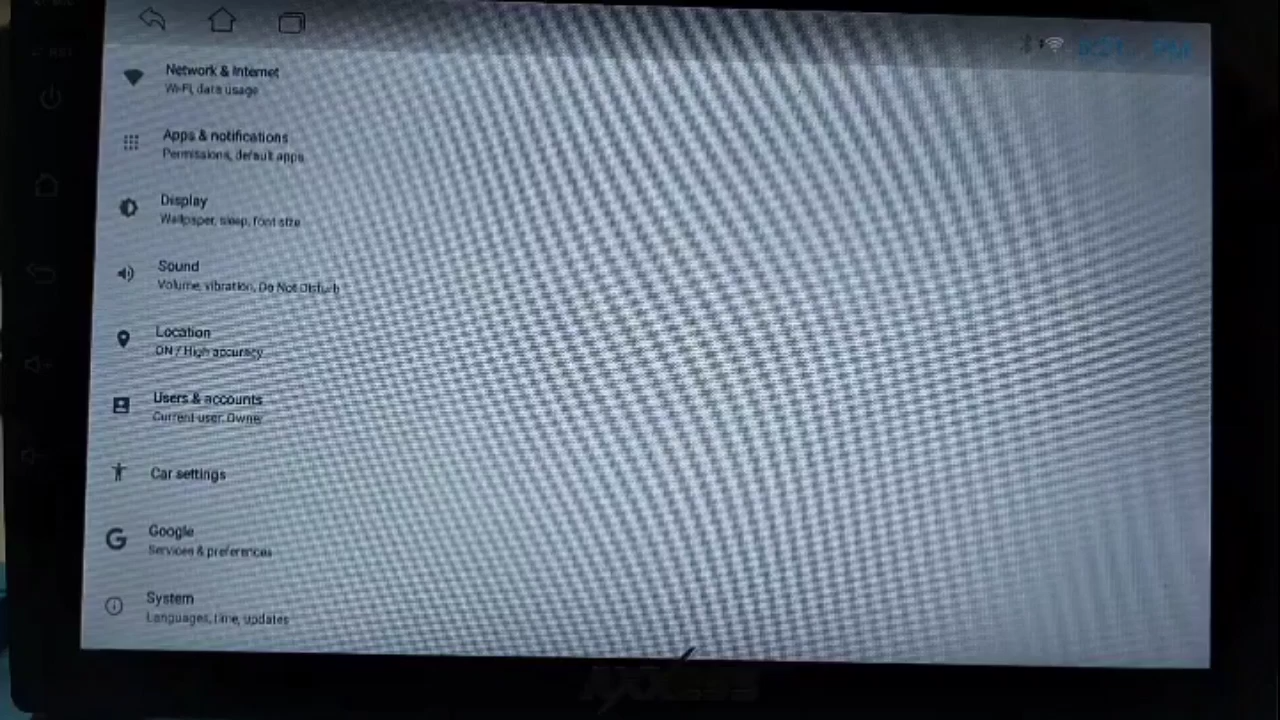 Network & Internet
Wi-Fi, data usage
Apps & notifications
Permissions, default apps
Display
Wallpaper, sleep, font size
Sound
Volume, vibration, Do Not Disturb
Location
ON / High accuracy
Users & accounts
Current user: Owner
Car settings
Google
Services & preferences
System
Languages, time, updates